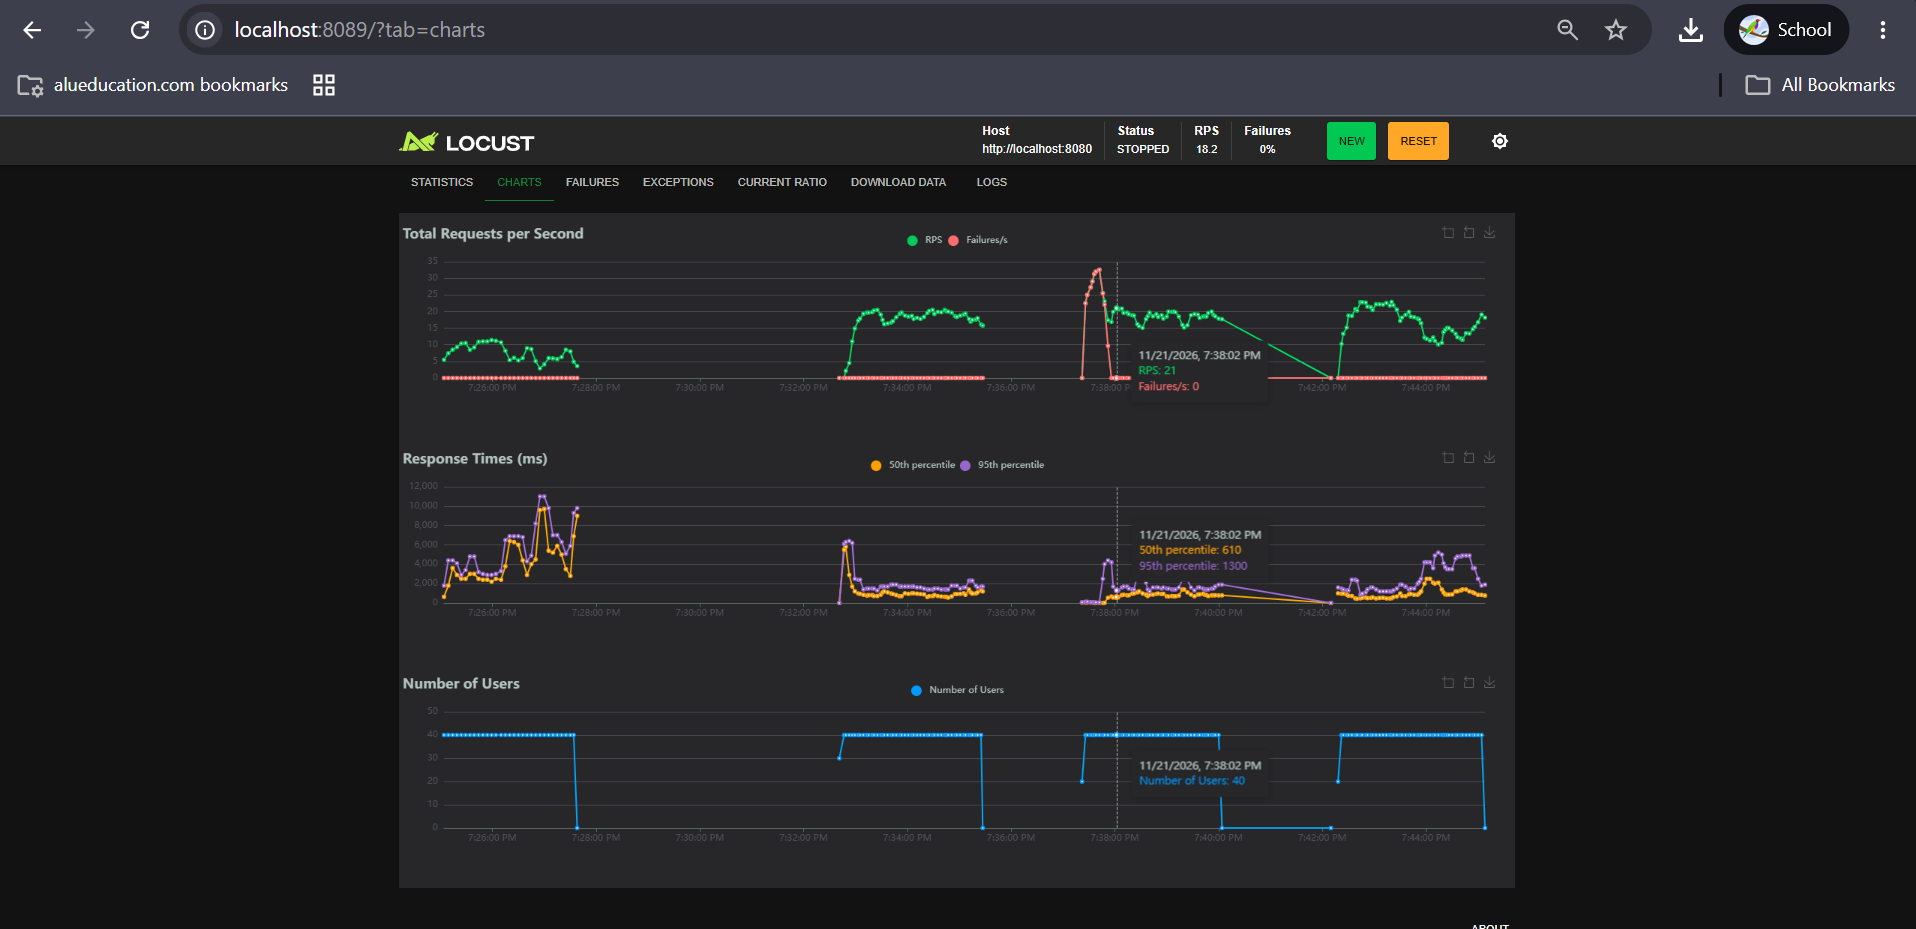 localhost:8089/?tab=charts
School
alueducation.com bookmarks
All Bookmarks
LOCUST
Host
http://localhost:8080
Status
STOPPED
RPS
18.2
Failures
0%
NEW
RESET
STATISTICS CHARTS FAILURES EXCEPTIONS CURRENT RATIO DOWNLOAD DATA LOGS
Total Requests per Second
RPS Failures/s
35
30
25
20
15
10
5
0
11/21/2026, 7:38:02 PM
RPS: 21
Failures/s: 0
7:26:00 PM 7:28:00 PM 7:30:00 PM 7:32:00 PM 7:34:00 PM 7:36:00 PM 7:38:00 P 7:42:00 PM 7:44:00 PM
Response Times (ms)
50th percentile 95th percentile
12,000
10,000
8,000
6,000
4,000
2,000
0
11/21/2026, 7:38:02 PM
50th percentile: 610
95th percentile: 1300
7:26:00 PM 7:28:00 PM 7:30:00 PM 7:32:00 PM 7:34:00 PM 7:36:00 PM 7:38:00 PM 7:40:00 PM 7:42:00 PM 7:44:00 PM
Number of Users
Number of Users
50
40
30
20
10
0
11/21/2026, 7:38:02 PM
Number of Users: 40
7:26:00 PM 7:28:00 PM 7:30:00 PM 7:32:00 PM 7:34:00 PM 7:36:00 PM 7:38:00 PM 7:40:00 PM 7:42:00 PM 7:44:00 PM
ABOUT